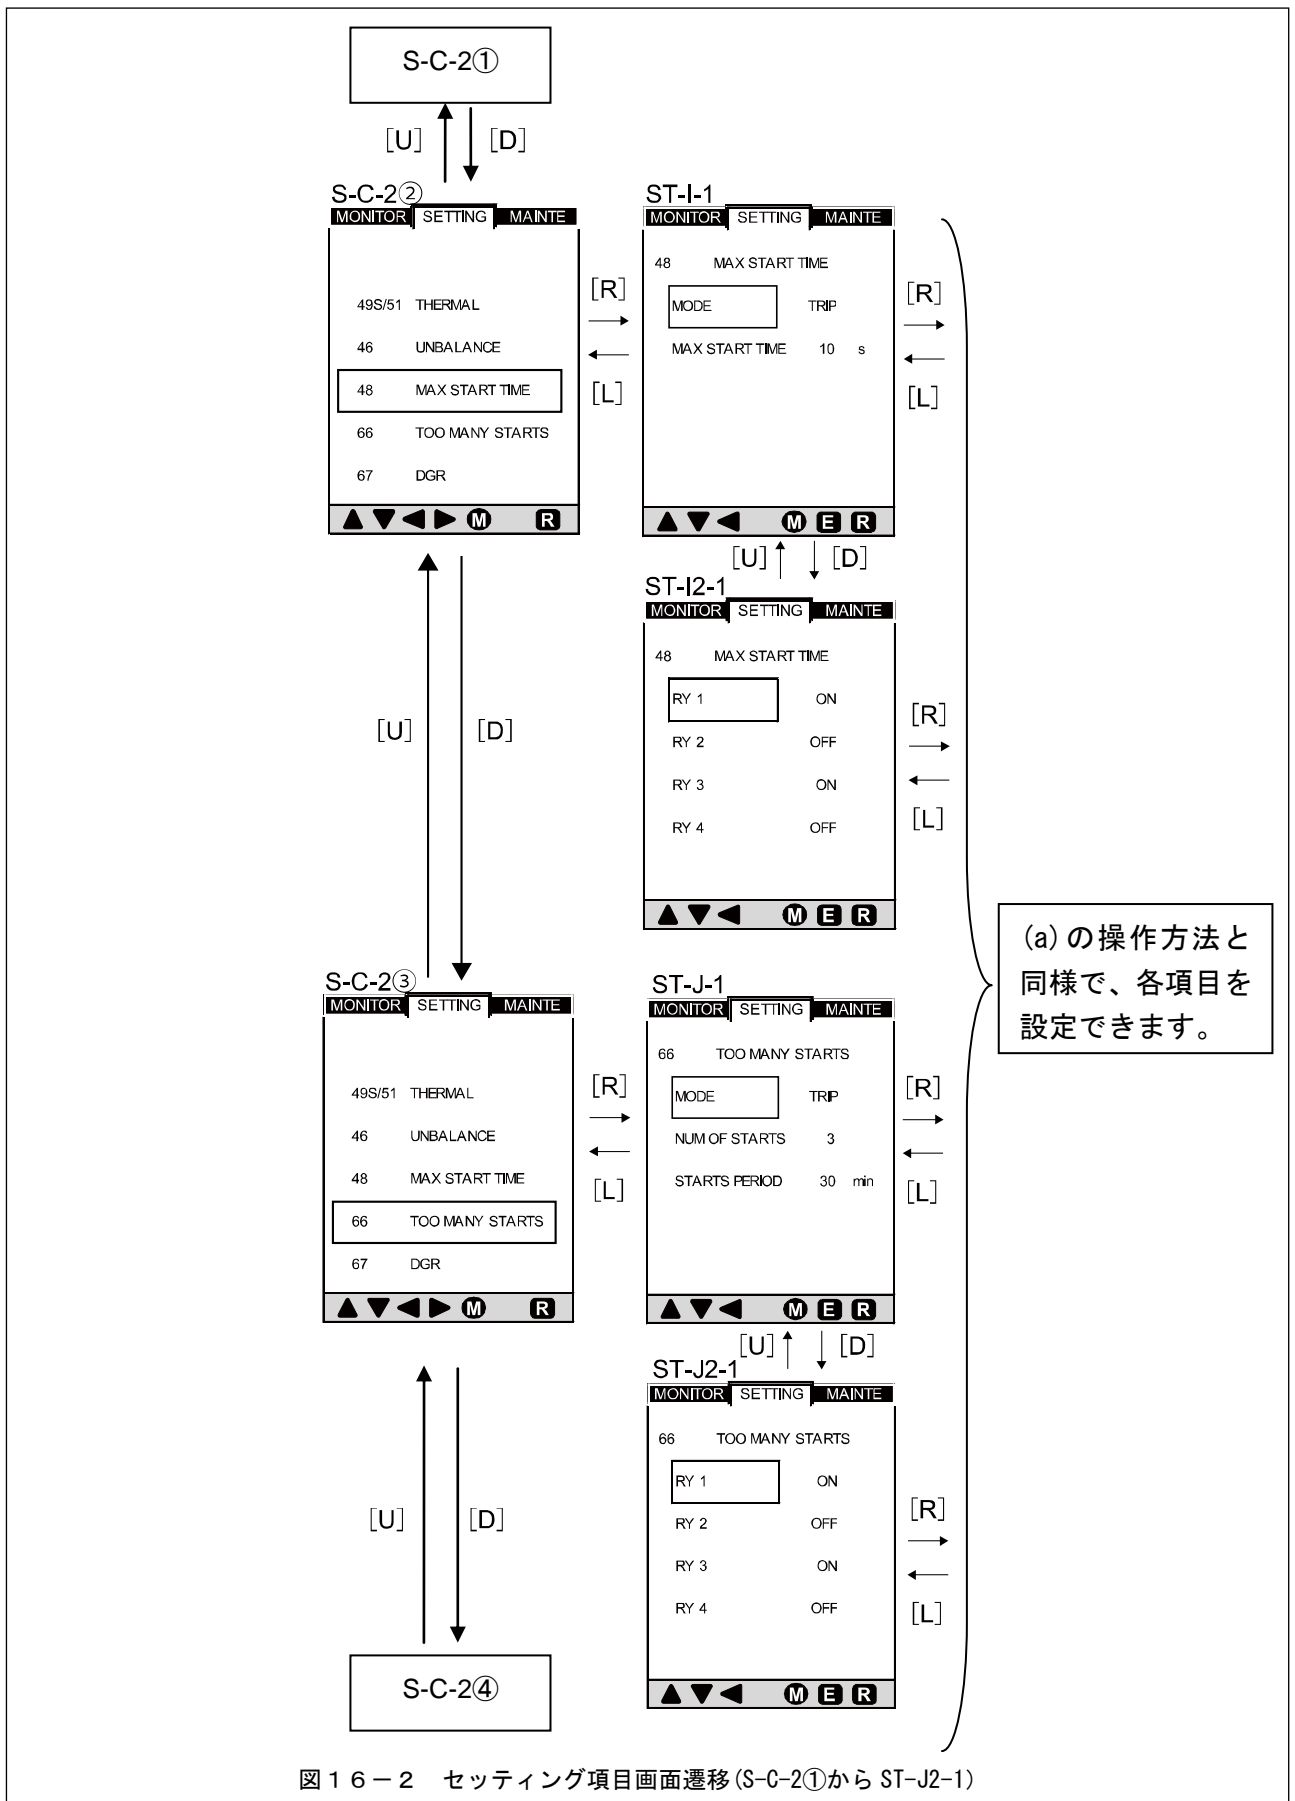 S-C-2①
[U] [D]
S-C-2②
MONITOR SETTING MAINTE
49S/51 THERMAL
46 UNBALANCE
48 MAX START TIME
66 TOO MANY STARTS
67 DGR
M R
[R]
[L]
ST-I-1
MONITOR SETTING MAINTE
48 MAX START TIME
MODE TRIP
MAX START TIME 10 s
M E R
[R]
[L]
[U] [D]
ST-I2-1
MONITOR SETTING MAINTE
48 MAX START TIME
RY 1 ON
RY 2 OFF
RY 3 ON
RY 4 OFF
M E R
[R]
[L]
[U] [D]
S-C-2③
MONITOR SETTING MAINTE
49S/51 THERMAL
46 UNBALANCE
48 MAX START TIME
66 TOO MANY STARTS
67 DGR
M R
[R]
[L]
ST-J-1
MONITOR SETTING MAINTE
66 TOO MANY STARTS
MODE TRIP
NUM OF STARTS 3
STARTS PERIOD 30 min
M E R
[R]
[L]
[U] [D]
ST-J2-1
MONITOR SETTING MAINTE
66 TOO MANY STARTS
RY 1 ON
RY 2 OFF
RY 3 ON
RY 4 OFF
M E R
[R]
[L]
[U] [D]
S-C-2④
(a)の操作方法と
同様で、各項目を
設定できます。
図16-2 セッティング項目画面遷移(S-C-2①から ST-J2-1)